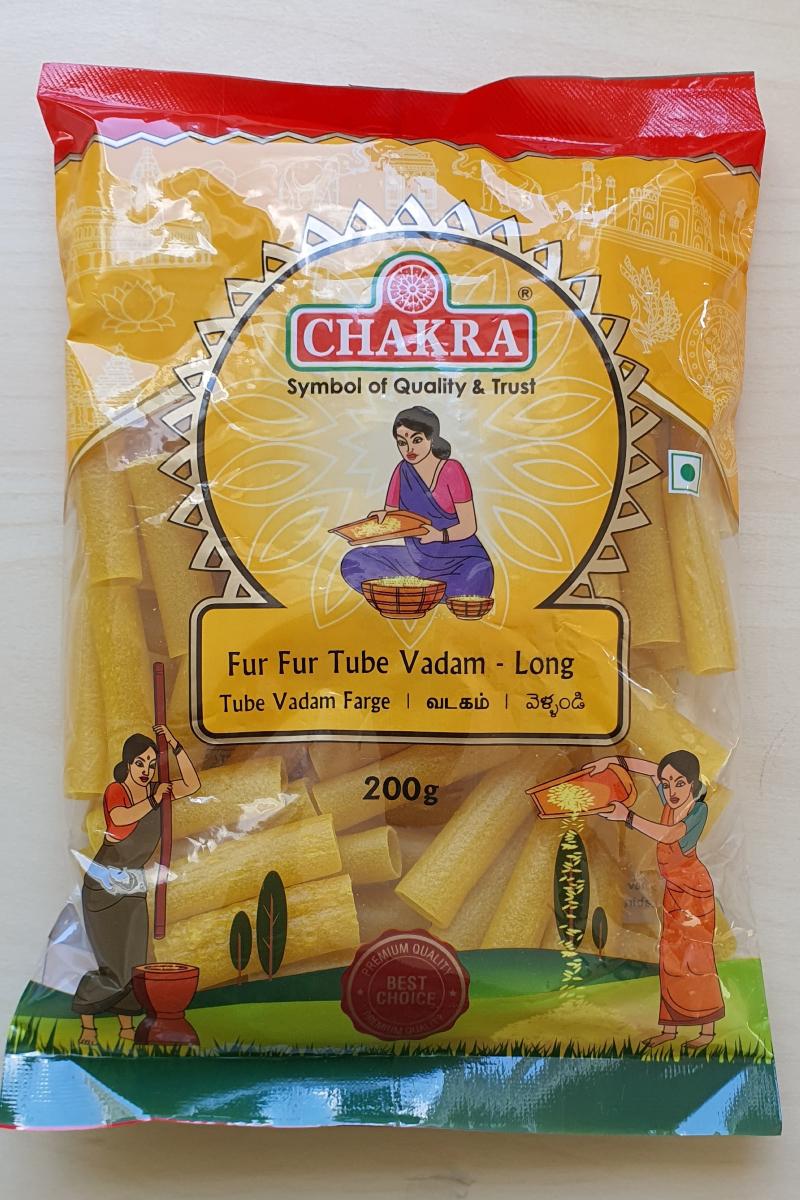 CHAKRA ®
Symbol of Quality & Trust
Fur Fur Tube Vadam - Long
Tube Vadam Farge | வடகம் | వెళ్ళండి
200g
PREMIUM QUALITY
BEST
CHOICE
PREMIUM QUALITY